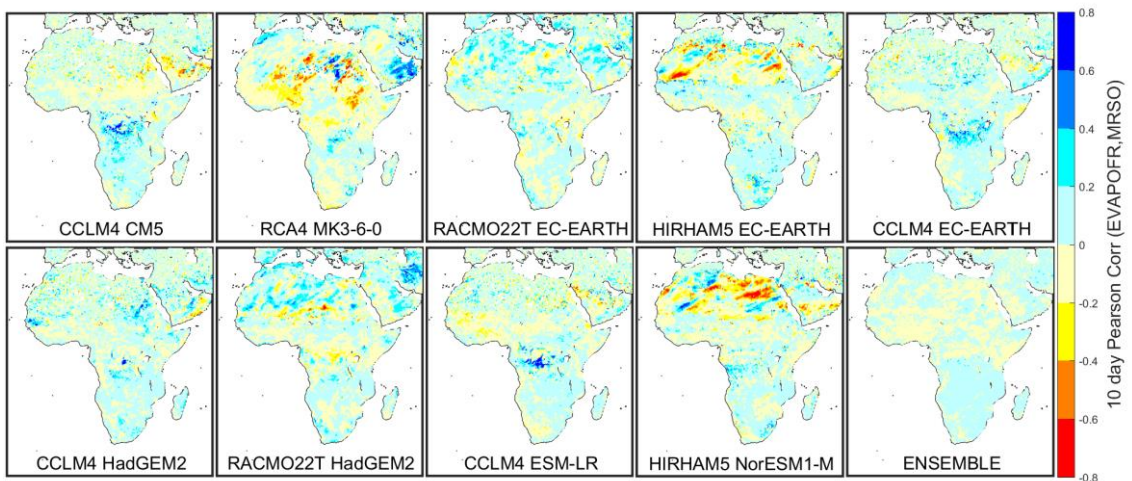 CCLM4 CM5
RCA4 MK3-6-0
RACMO22T EC-EARTH
HIRHAM5 EC-EARTH
CCLM4 EC-EARTH
CCLM4 HadGEM2
RACMO22T HadGEM2
CCLM4 ESM-LR
HIRHAM5 NorESM1-M
ENSEMBLE
0.8
0.6
0.4
0.2
0
-0.2
-0.4
-0.6
-0.8
10 day Pearson Corr (EVAPOFR,MRSO)